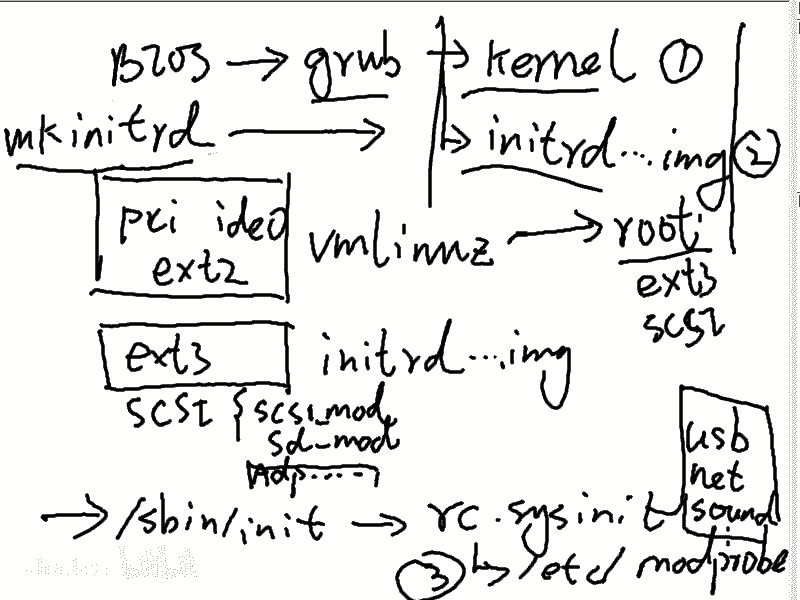 BIOS → grub → kernel ①
mkinitrd → → initrd...img ②
pci ide0
ext2
vmlinuz → root:
ext3
scsi
ext3 initrd...img
SCSI { scsi_mod
sd_mod
usb
net
sound
→ /sbin/init → rc.sysinit
③ ↳ /etc/ modprobe